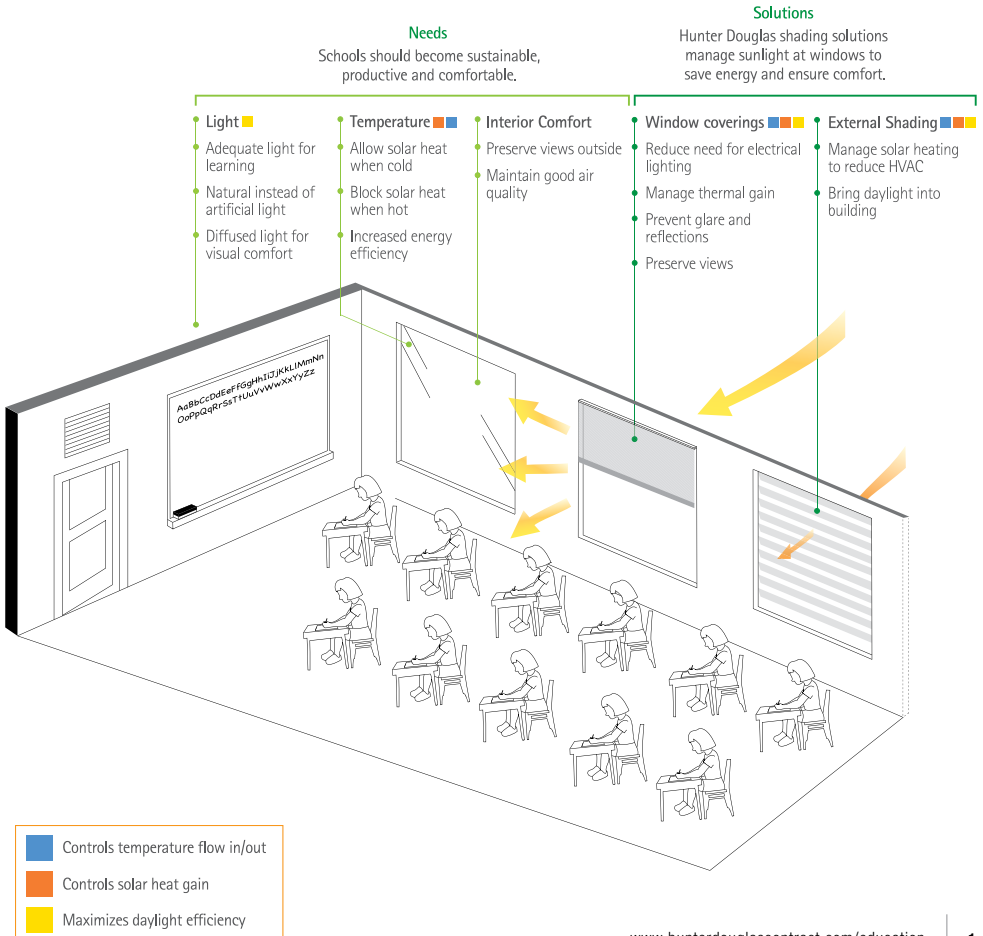 Needs
Schools should become sustainable,
productive and comfortable.
Solutions
Hunter Douglas shading solutions
manage sunlight at windows to
save energy and ensure comfort.
Light
Adequate light for
learning
Natural instead of
artificial light
Diffused light for
visual comfort
Temperature
Allow solar heat
when cold
Block solar heat
when hot
Increased energy
efficiency
Interior Comfort
Preserve views outside
Maintain good air
quality
Window coverings
Reduce need for electrical
lighting
Manage thermal gain
Prevent glare and
reflections
Preserve views
External Shading
Manage solar heating
to reduce HVAC
Bring daylight into
building
AaBbCcDdEeFfGgHhIiJjKkLlMmNn
OoPpQqRrSsTtUuVvWwXxYyZz
Controls temperature flow in/out
Controls solar heat gain
Maximizes daylight efficiency